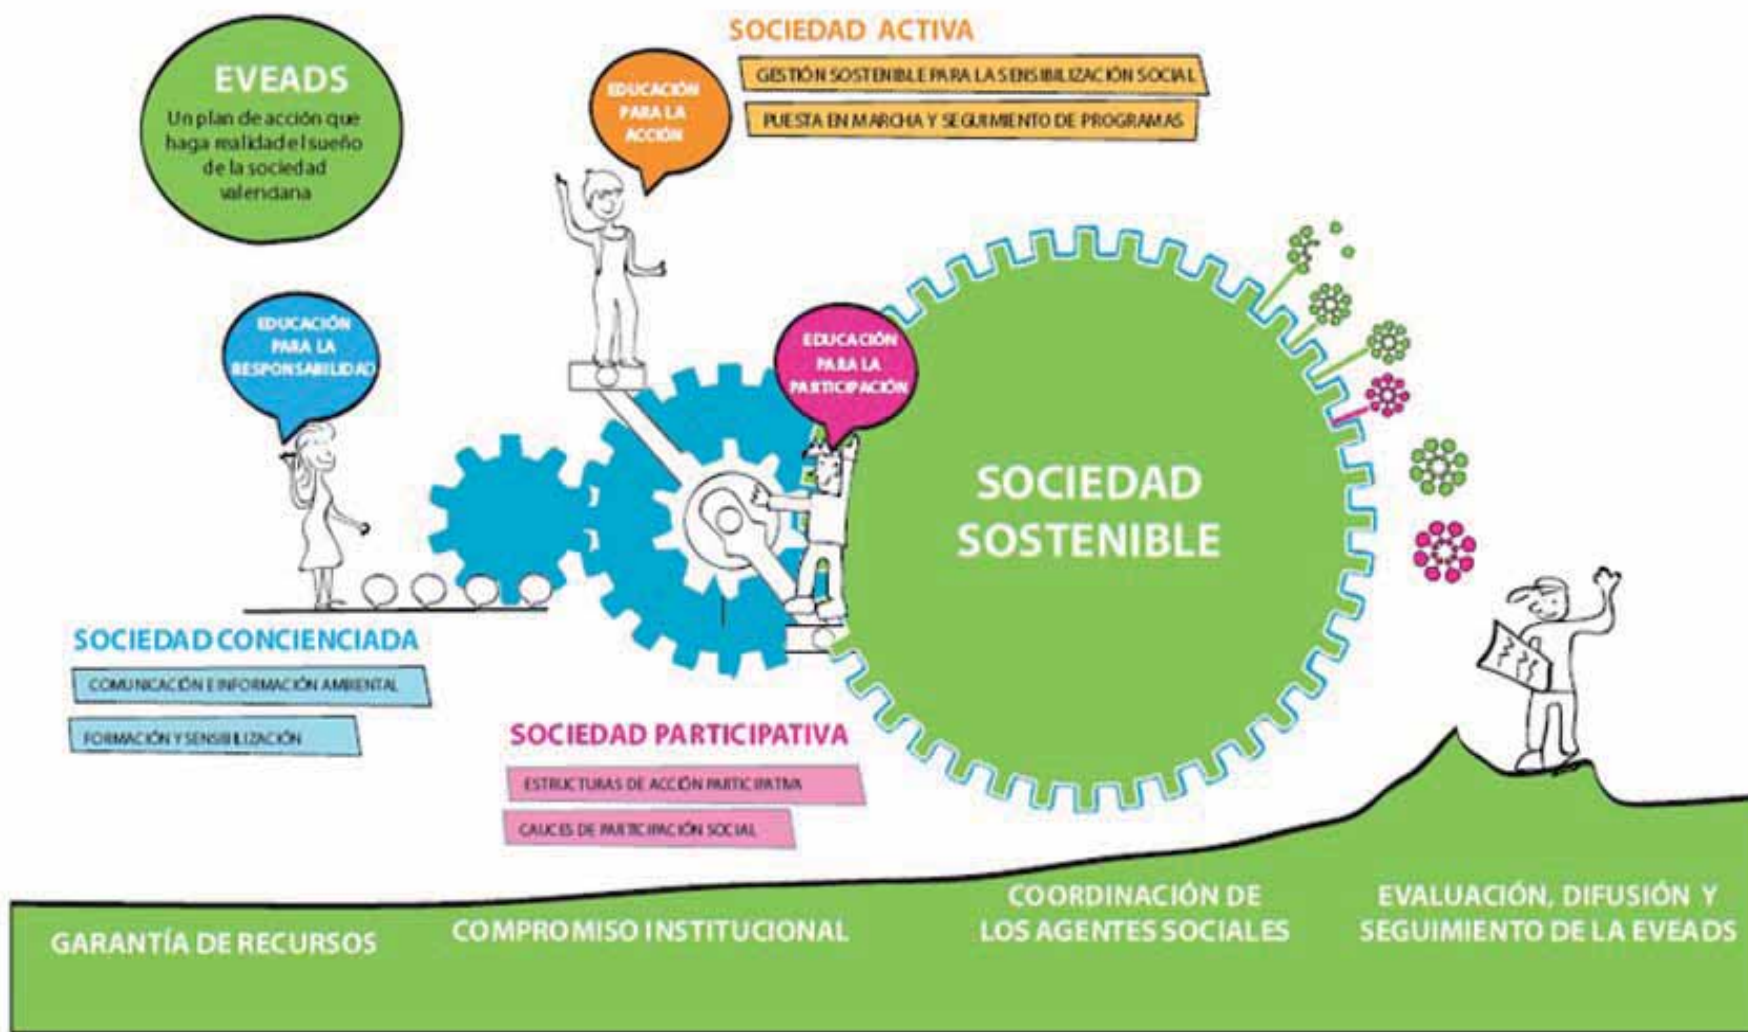 EVEADS
Un plan de acción que
haga realidad el sueño
de la sociedad
valenciana
SOCIEDAD ACTIVA
GESTIÓN SOSTENIBLE PARA LA SENSIBILIZACIÓN SOCIAL
PUESTA EN MARCHA Y SEGUIMIENTO DE PROGRAMAS
EDUCACIÓN
PARA LA
ACCIÓN
EDUCACIÓN
PARA LA
RESPONSABILIDAD
EDUCACIÓN
PARA LA
PARTICIPACIÓN
SOCIEDAD
SOSTENIBLE
SOCIEDAD CONCIENCIADA
COMUNICACIÓN E INFORMACIÓN AMBIENTAL
FORMACIÓN Y SENSIBILIZACIÓN
SOCIEDAD PARTICIPATIVA
ESTRUCTURAS DE ACCIÓN PARTICIPATIVA
CAUCES DE PARTICIPACIÓN SOCIAL
GARANTÍA DE RECURSOS
COMPROMISO INSTITUCIONAL
COORDINACIÓN DE
LOS AGENTES SOCIALES
EVALUACIÓN, DIFUSIÓN Y
SEGUIMIENTO DE LA EVEADS